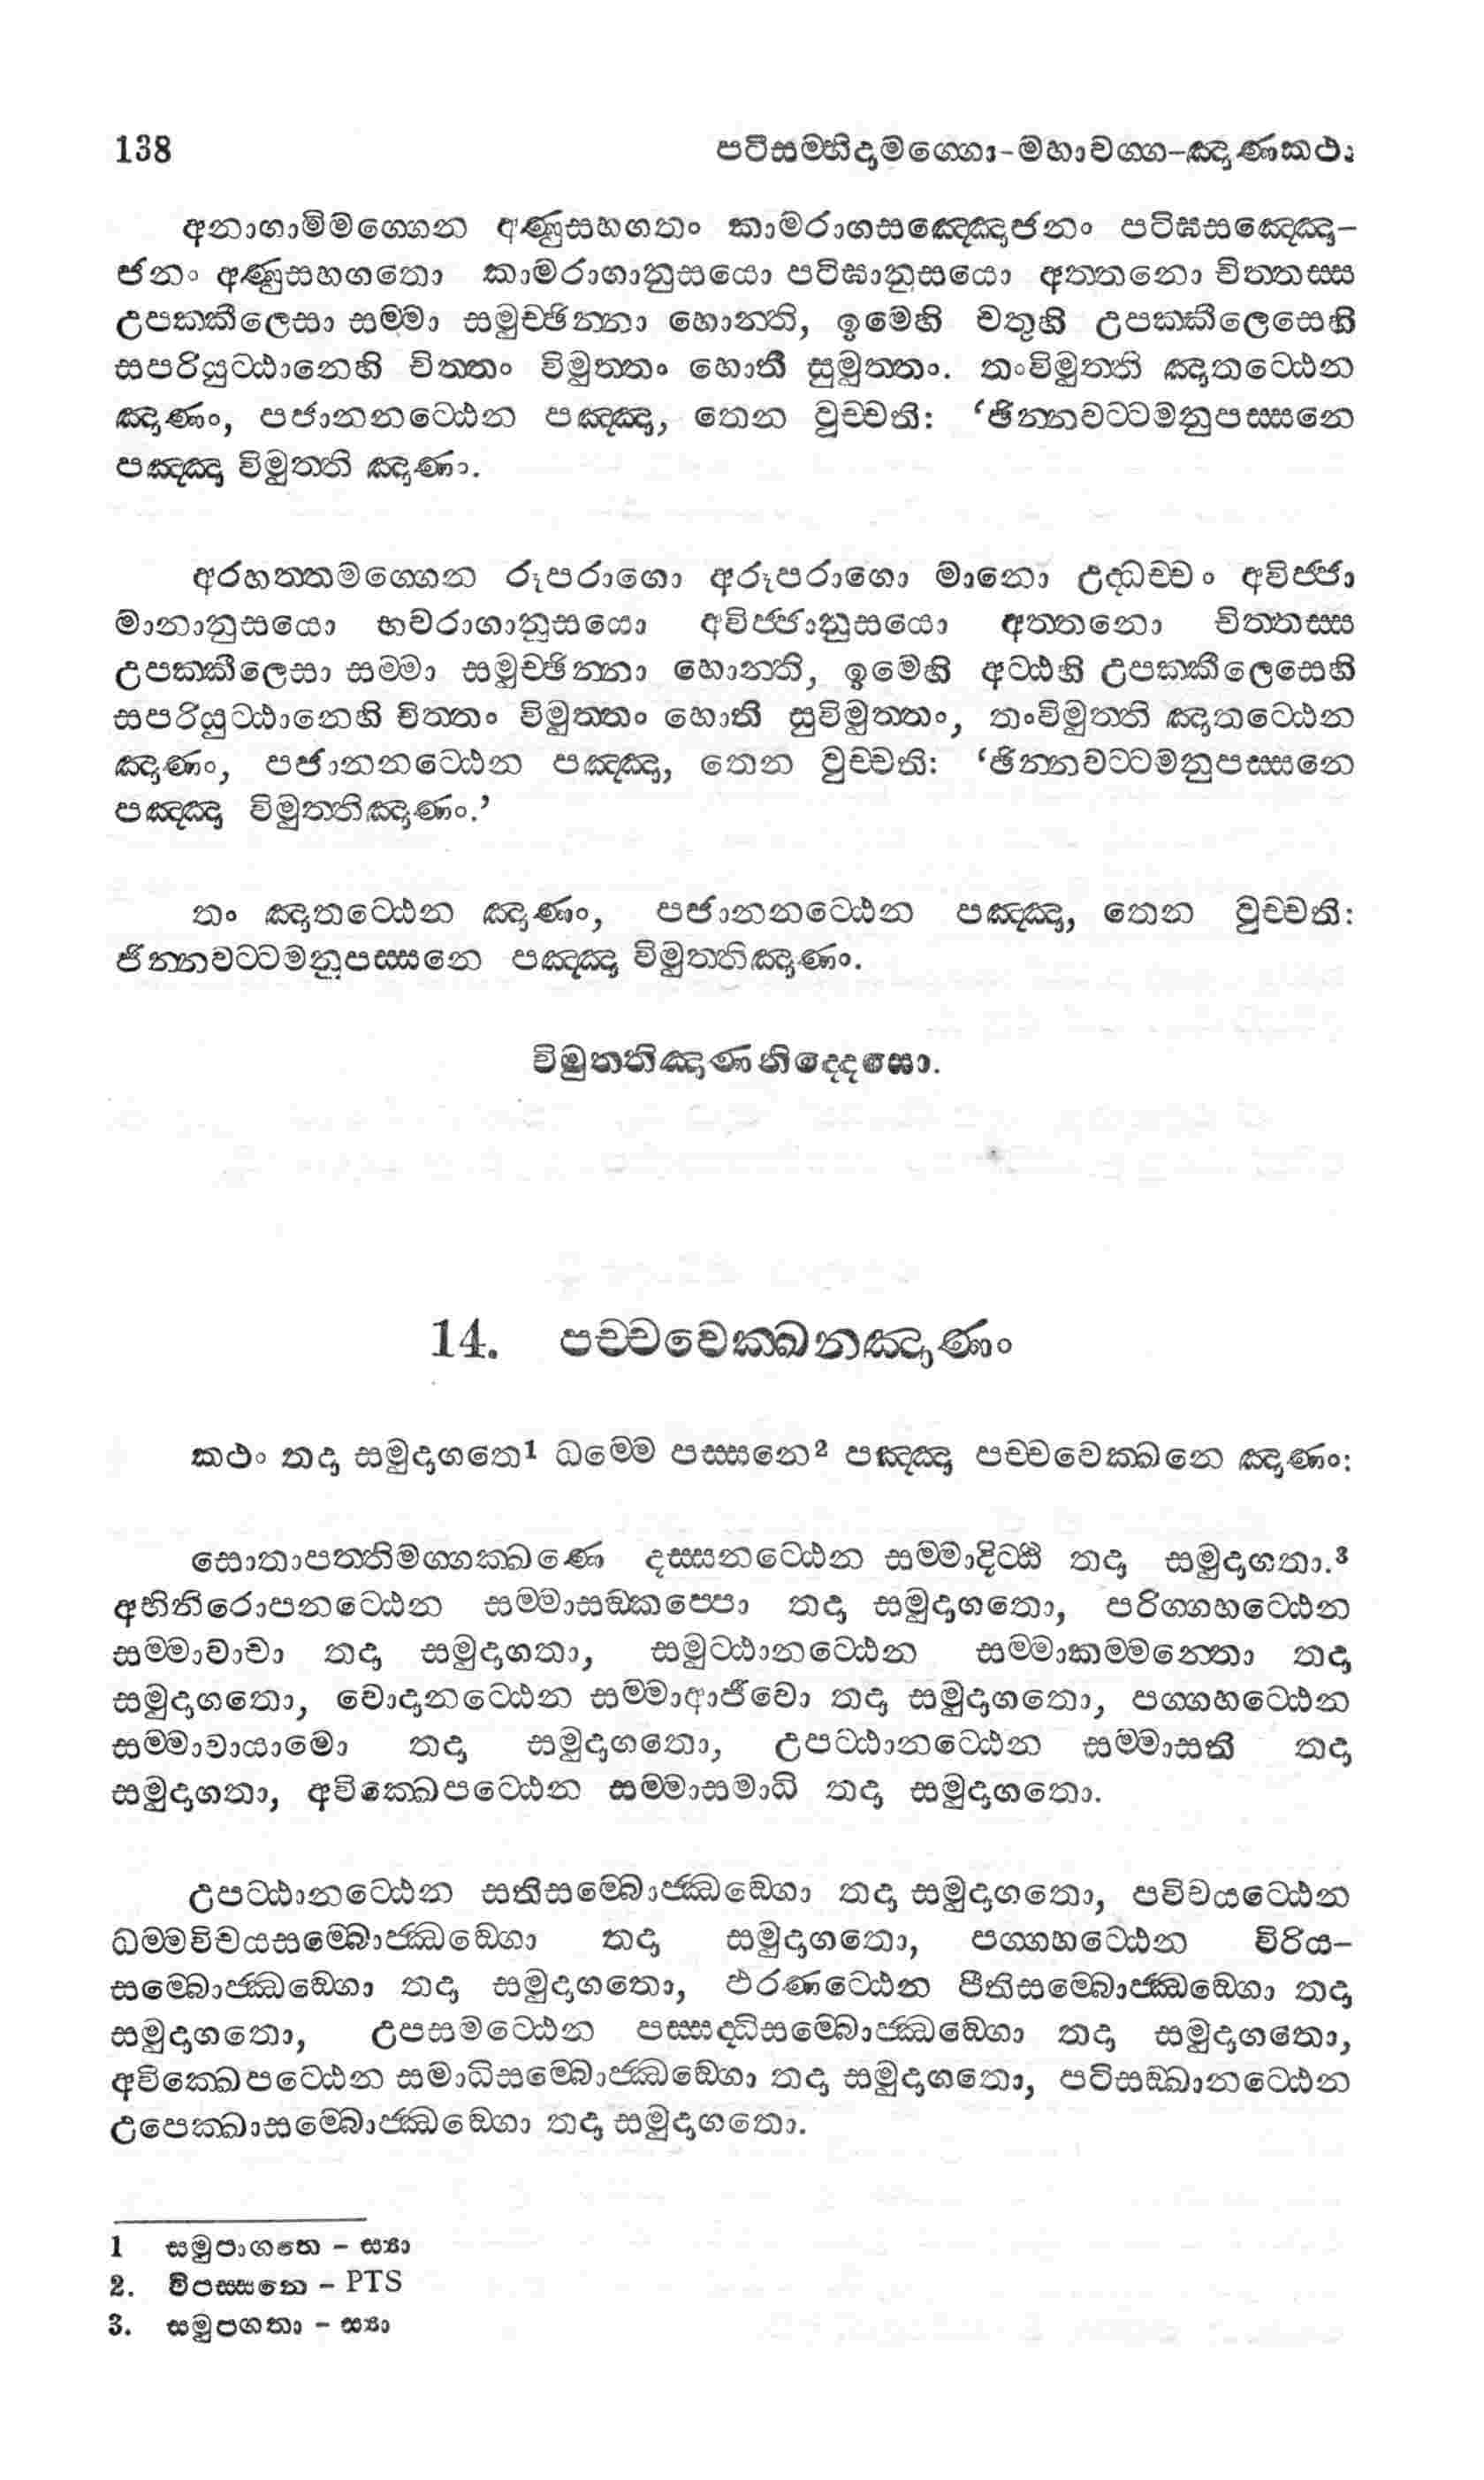 138 පටිසම්භිදාමග්ගො-මහාවග්ග-ඤාණකථා
අනාගාමිමග්ගෙන අණුසහගතං කාමරාගසඤ්ඤොජනං පටිඝසඤ්ඤො-
ජනං අණුසහගතො කාමරාගානුසයො පටිඝානුසයො අත්තනො චිත්තස්ස
උපක්කිලෙසා සම්මා සමුච්ඡින්නා හොන්ති, ඉමෙහි චතුහි උපක්කිලෙසෙහි
සපරියුට්ඨානෙහි චිත්තං විමුත්තං හොති සුමුත්තං. තංවිමුත්ති ඤාතට්ඨෙන
ඤාණං, පජානනට්ඨෙන පඤ්ඤා, තෙන වුච්චති: ‘ඡින්නවට්ටමනුපස්සනෙ
පඤ්ඤා විමුත්ති ඤාණං.
අරහත්තමග්ගෙන රූපරාගො අරූපරාගො මානො උද්ධච්චං අවිජ්ජා
මානානුසයො භවරාගානුසයො අවිජ්ජානුසයො අත්තනො චිත්තස්ස
උපක්කිලෙසා සම්මා සමුච්ඡින්නා හොන්ති, ඉමෙහි අට්ඨහි උපක්කිලෙසෙහි
සපරියුට්ඨානෙහි චිත්තං විමුත්තං හොති සුවිමුත්තං, තංවිමුත්ති ඤාතට්ඨෙන
ඤාණං, පජානනට්ඨෙන පඤ්ඤා, තෙන වුච්චති: ‘ඡින්නවට්ටමනුපස්සනෙ
පඤ්ඤා විමුත්තිඤාණං.’
තං ඤාතට්ඨෙන ඤාණං, පජානනට්ඨෙන පඤ්ඤා, තෙන වුච්චති:
ජින්නවට්ටමනුපස්සනෙ පඤ්ඤා විමුත්තිඤාණං.
විමුත්තිඤාණනිද්දෙසො.
14. පච්චවෙක්ඛනඤාණං
කථං තදා සමුදාගතෙ1 ධම්මෙ පස්සනෙ2 පඤ්ඤා පච්චවෙක්ඛනෙ ඤාණං:
සොතාපත්තිමග්ගක්ඛණෙ දස්සනට්ඨෙන සම්මාදිට්ඨි තදා සමුදාගතා.3
අභිනිරොපනට්ඨෙන සම්මාසඞ්කප්පො තදා සමුදාගතො, පරිග්ගහට්ඨෙන
සම්මාවාචා තදා සමුදාගතා, සමුට්ඨානට්ඨෙන සම්මාකම්මන්තො තදා
සමුදාගතො, වොදානට්ඨෙන සම්මාආජීවො තදා සමුදාගතො, පග්ගහට්ඨෙන
සම්මාවායාමො තදා සමුදාගතො, උපට්ඨානට්ඨෙන සම්මාසති තදා
සමුදාගතා, අවික්ඛෙපට්ඨෙන සම්මාසමාධි තදා සමුදාගතො.
උපට්ඨානට්ඨෙන සතිසම්බොජ්ඣඞ්ගො තදා සමුදාගතො, පවිචයට්ඨෙන
ධම්මවිචයසම්බොජ්ඣඞ්ගො තදා සමුදාගතො, පග්ගහට්ඨෙන විරිය-
සම්බොජ්ඣඞ්ගො තදා සමුදාගතො, ඵරණට්ඨෙන පීතිසම්බොජ්ඣඞ්ගො තදා
සමුදාගතො, උපසමට්ඨෙන පස්සද්ධිසම්බොජ්ඣඞ්ගො තදා සමුදාගතො,
අවික්ඛෙපට්ඨෙන සමාධිසම්බොජ්ඣඞ්ගො තදා සමුදාගතො, පටිසඞ්ඛානට්ඨෙන
උපෙක්ඛාසම්බොජ්ඣඞ්ගො තදා සමුදාගතො.
1 සමුපාගතෙ - ස්‍යා
2. විපස්සනෙ - PTS
3. සමුපගතා - ස්‍යා